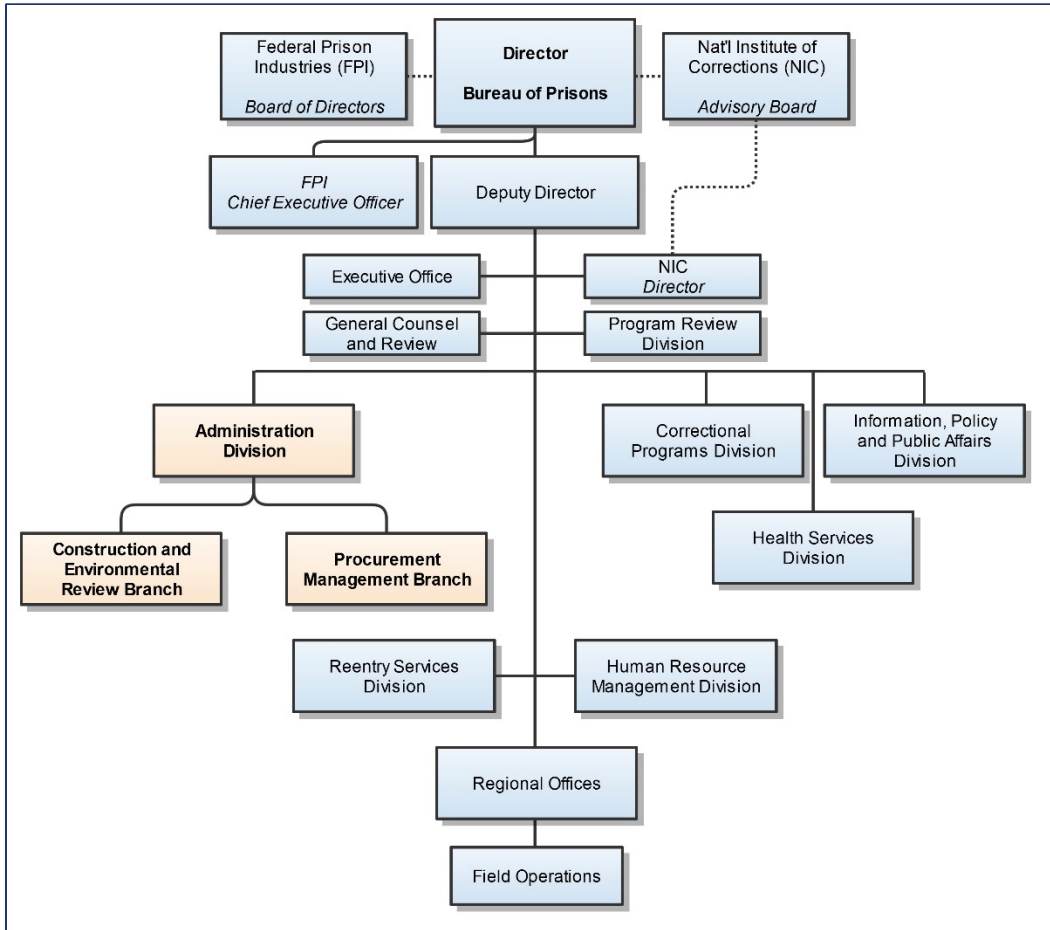 Federal Prison
Industries (FPI)
Board of Directors
Director
Bureau of Prisons
Nat'l Institute of
Corrections (NIC)
Advisory Board
FPI
Chief Executive Officer
Deputy Director
Executive Office
NIC
Director
General Counsel
and Review
Program Review
Division
Administration
Division
Correctional
Programs Division
Information, Policy
and Public Affairs
Division
Construction and
Environmental
Review Branch
Procurement
Management Branch
Health Services
Division
Reentry Services
Division
Human Resource
Management Division
Regional Offices
Field Operations